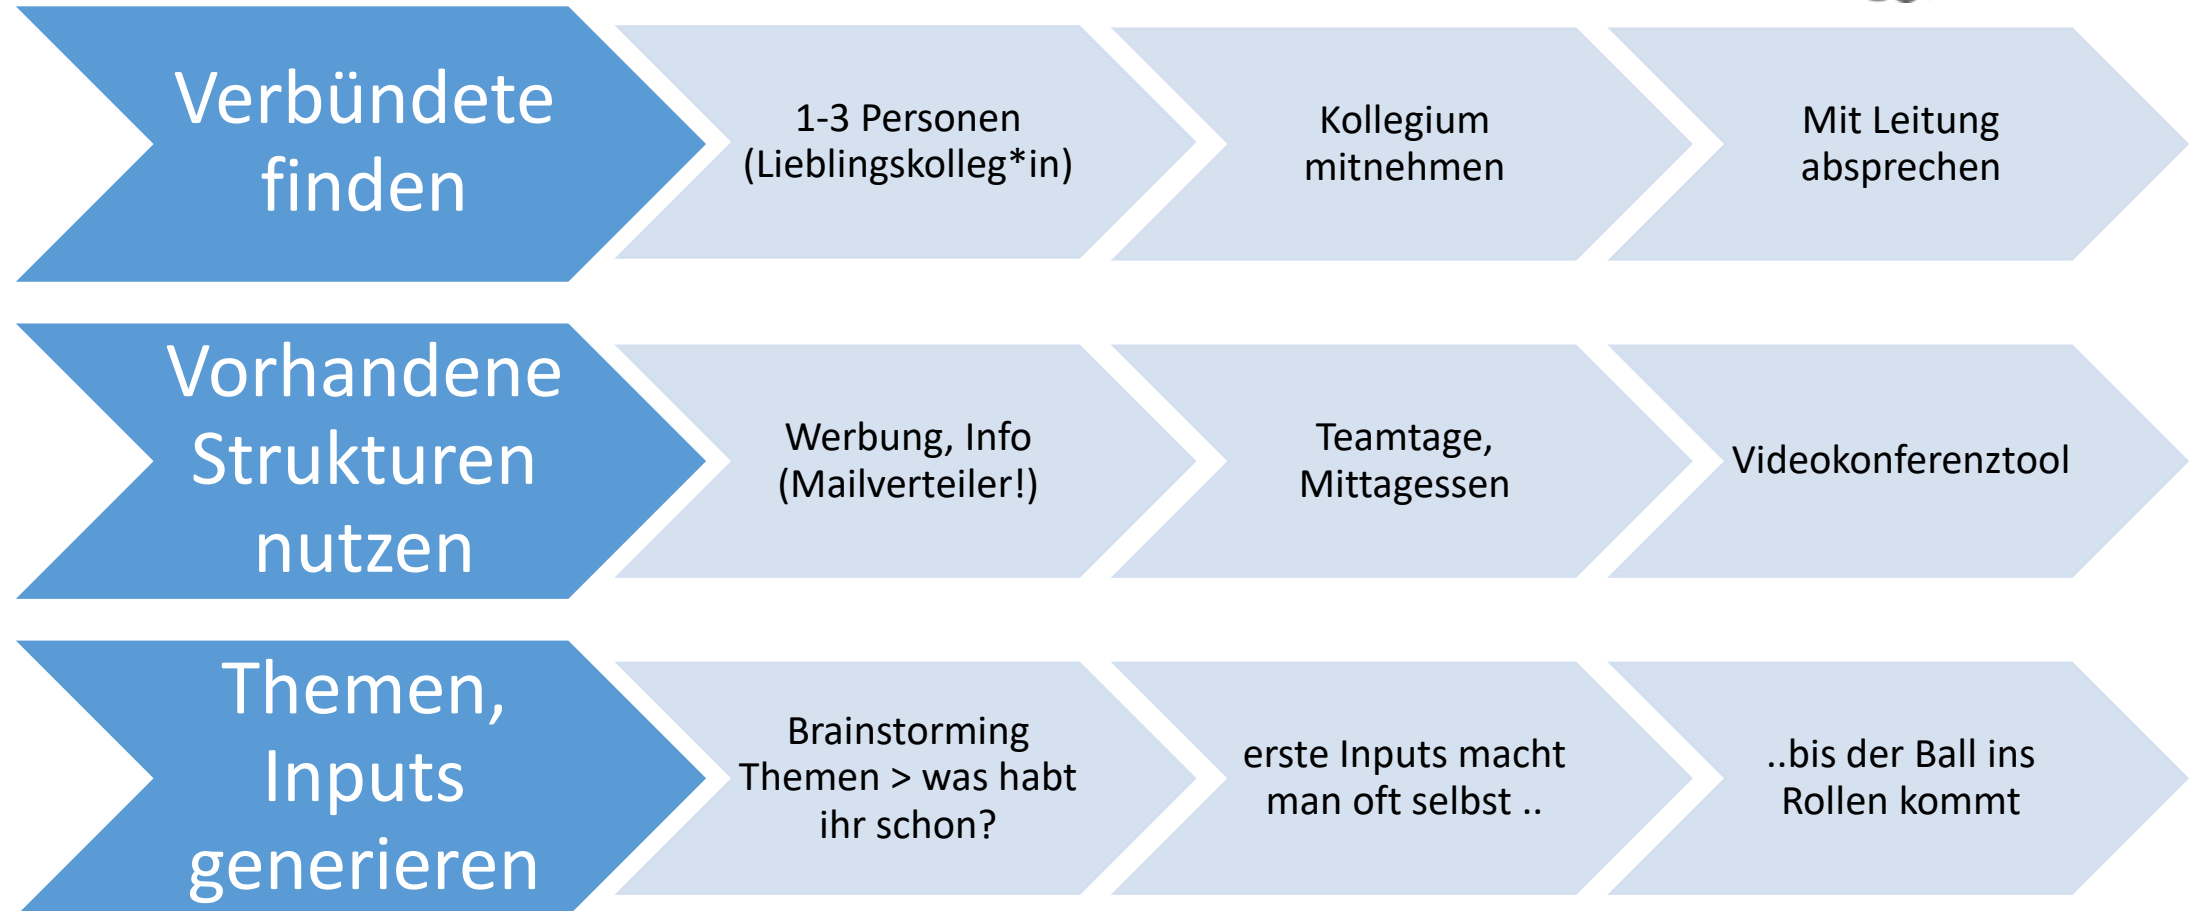 Verbündete
finden
1-3 Personen
(Lieblingskolleg*in)
Kollegium
mitnehmen
Mit Leitung
absprechen
Vorhandene
Strukturen
nutzen
Werbung, Info
(Mailverteiler!)
Teamtage,
Mittagessen
Videokonferenztool
Themen,
Inputs
generieren
Brainstorming
Themen > was habt
ihr schon?
erste Inputs macht
man oft selbst ..
..bis der Ball ins
Rollen kommt